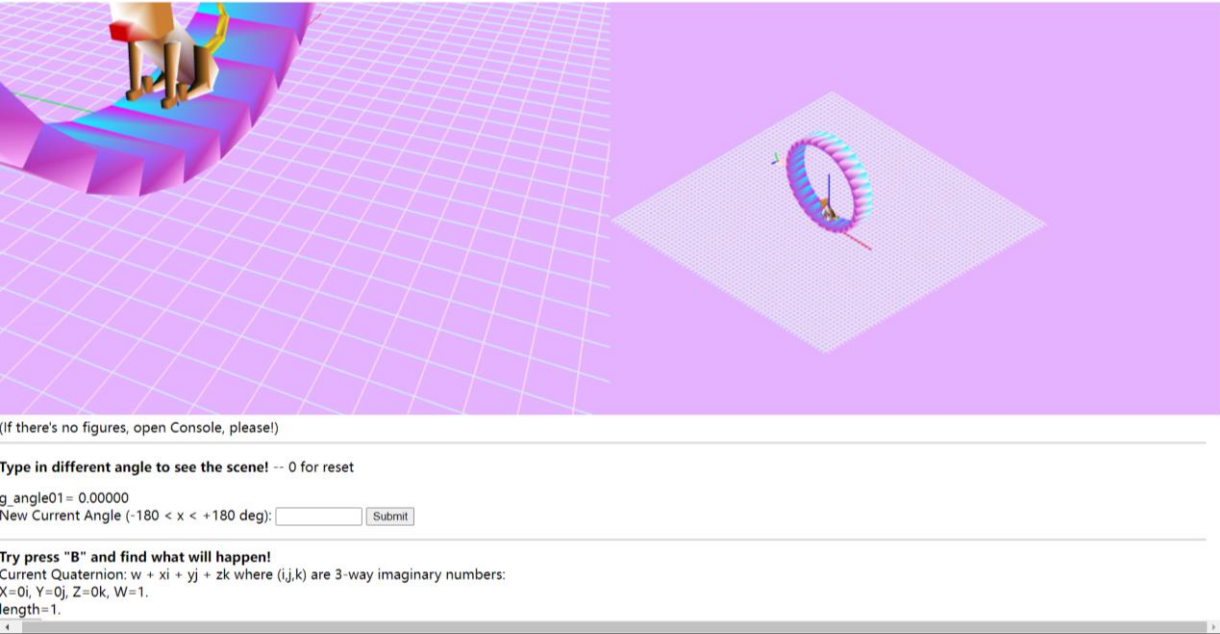 (If there's no figures, open Console, please!)
Type in different angle to see the scene! -- 0 for reset
g_angle01= 0.00000
New Current Angle (-180 < x < +180 deg): Submit
Try press "B" and find what will happen!
Current Quaternion: w + xi + yj + zk where (i,j,k) are 3-way imaginary numbers:
X=0i, Y=0j, Z=0k, W=1.
length=1.